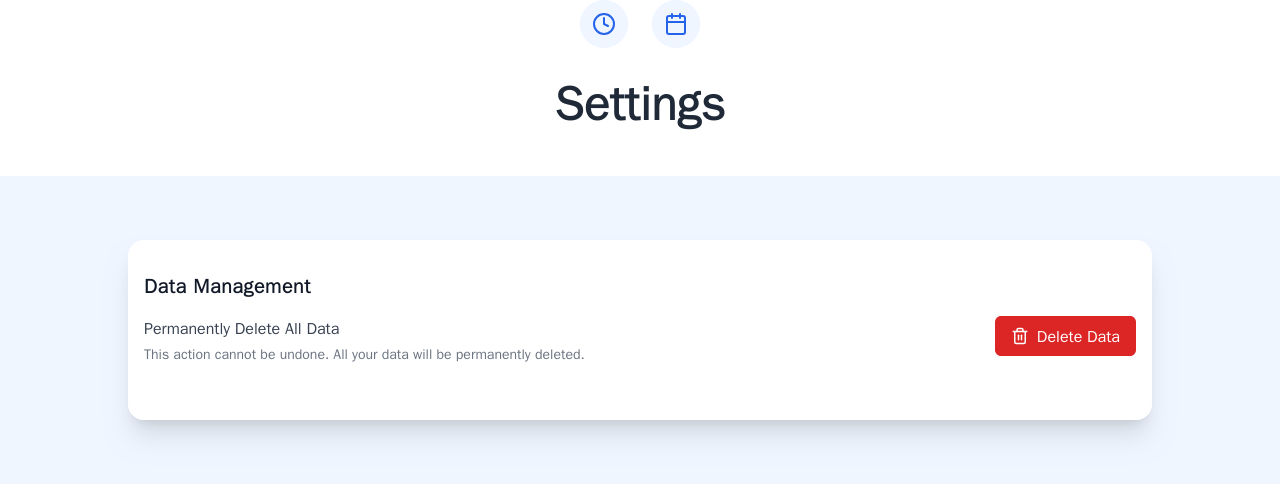 Settings
Data Management
Permanently Delete All Data
This action cannot be undone. All your data will be permanently deleted.
Delete Data